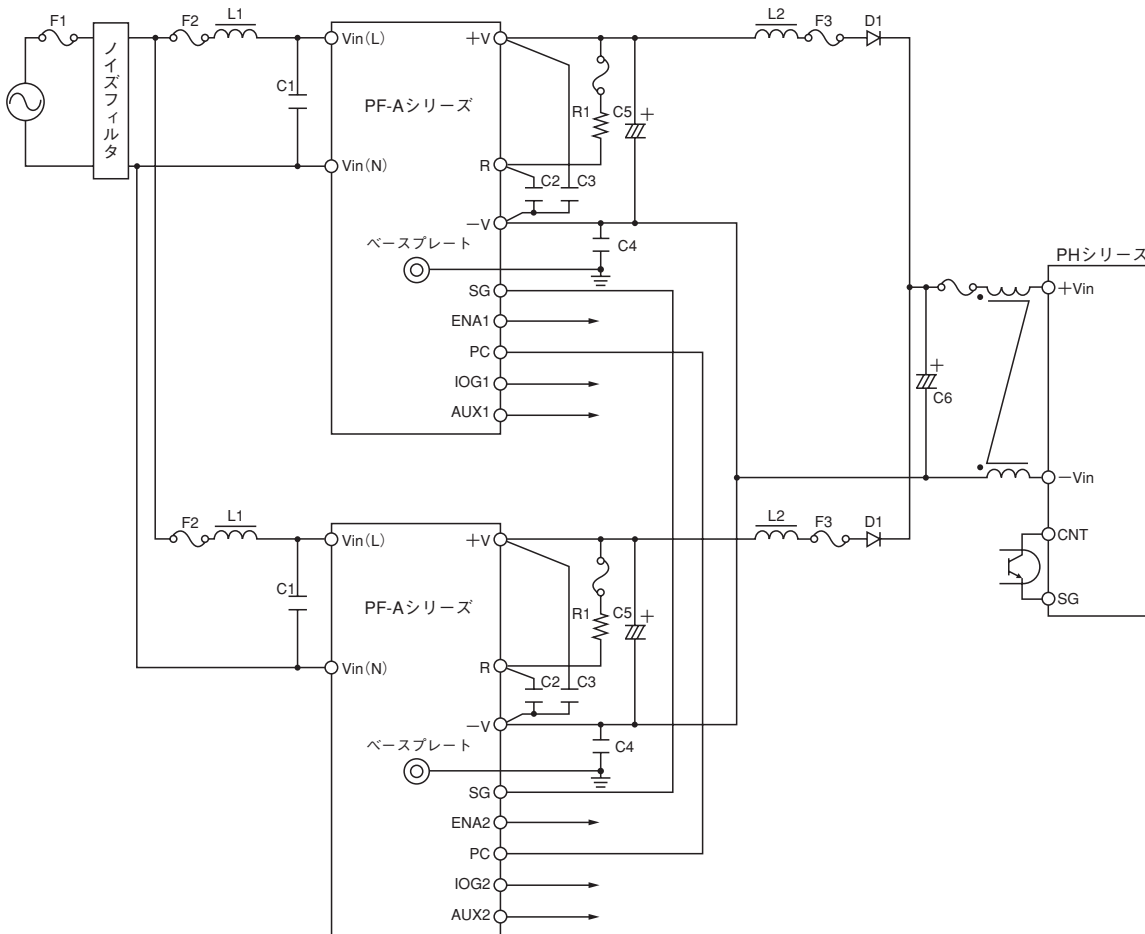 F1
ノイズフィルタ
F2
L1
C1
Vin(L)
Vin(N)
PF-Aシリーズ
+V
R
−V
ベースプレート
SG
ENA1
PC
IOG1
AUX1
R1
C5
+
C2
C3
C4
L2
F3
D1
PHシリーズ
+Vin
+
C6
−Vin
CNT
SG
F2
L1
C1
Vin(L)
Vin(N)
PF-Aシリーズ
+V
R
−V
ベースプレート
SG
ENA2
PC
IOG2
AUX2
R1
C5
+
C2
C3
C4
L2
F3
D1